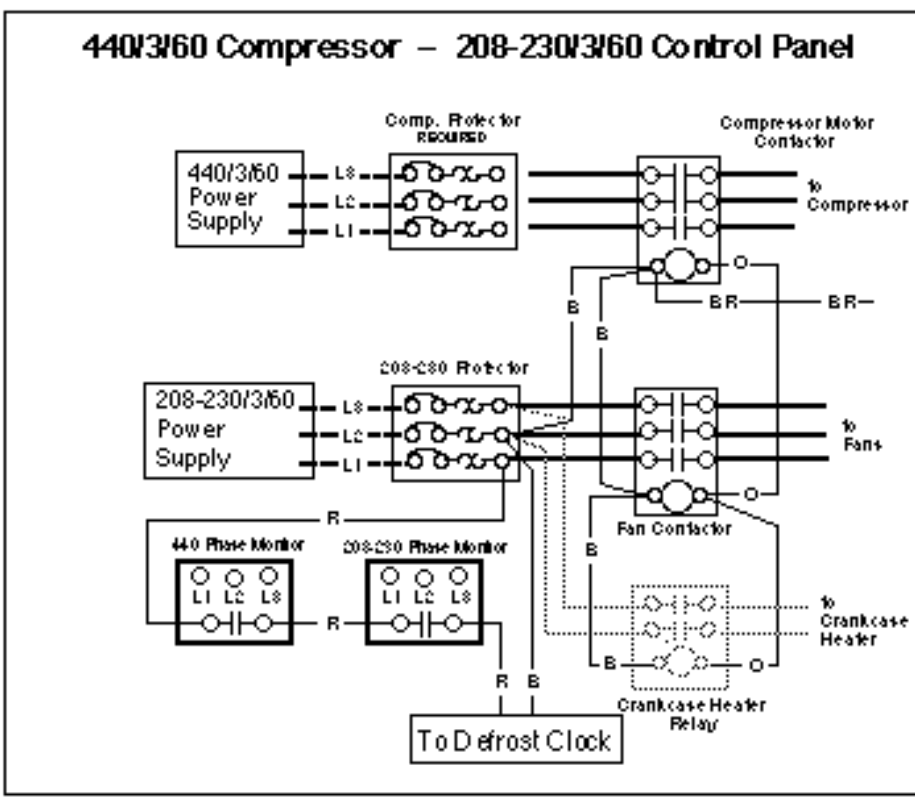 440/3/60 Compressor – 208-230/3/60 Control Panel
Comp. Protector
REQUIRED
Compressor Motor
Contactor
440/3/60
Power
Supply
L3
L2
L1
to
Compressor
O
B
BR
BR
B
208-230 Protector
208-230/3/60
Power
Supply
L3
L2
L1
to
Fans
O
Fan Contactor
R
B
440 Phase Monitor
208-230 Phase Monitor
L1 L2 L3
L1 L2 L3
R
to
Crankcase
Heater
B
O
R
B
Crankcase Heater
Relay
To Defrost Clock